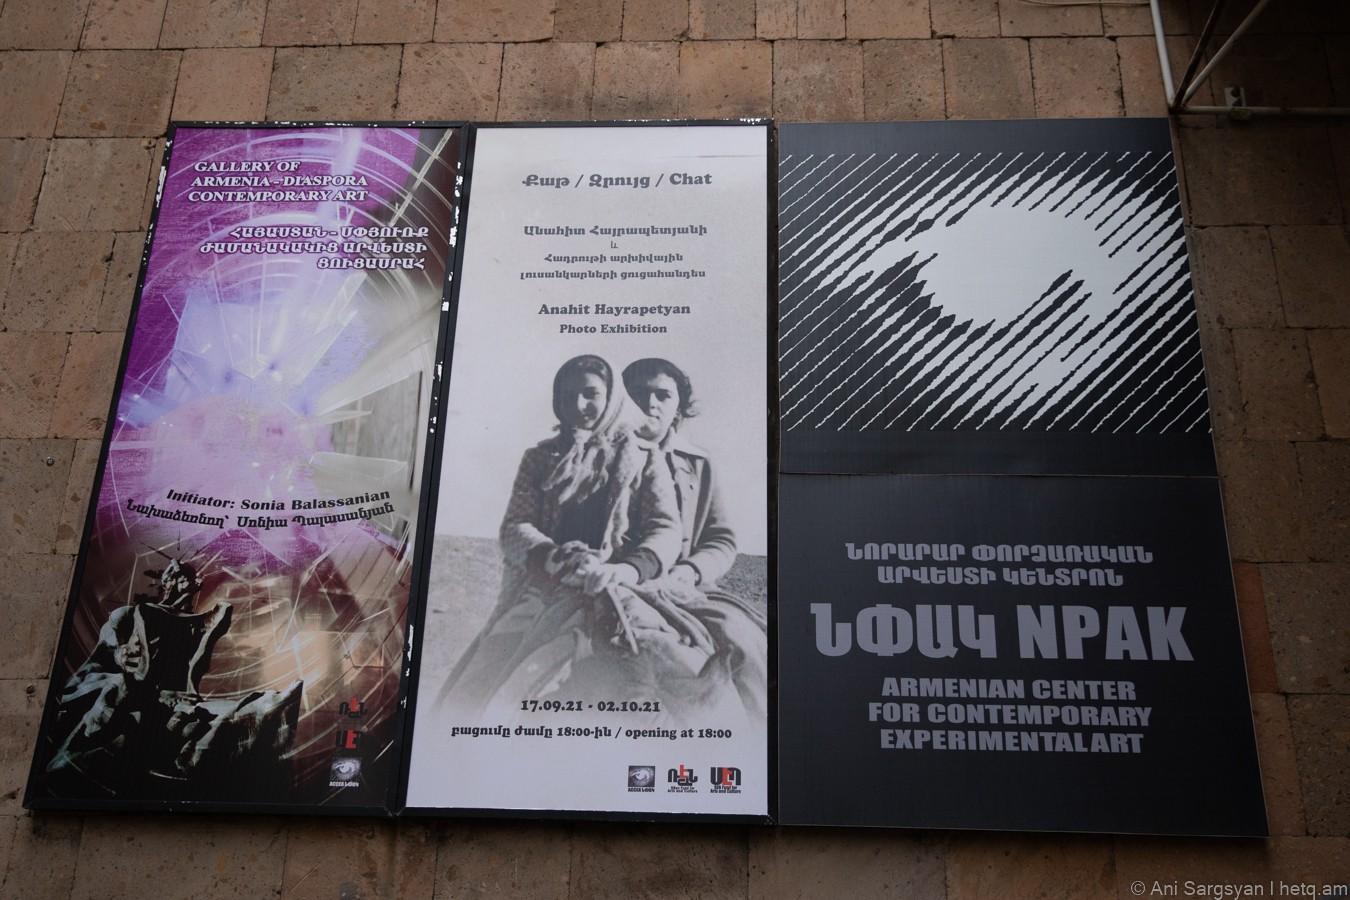 GALLERY OF
ARMENIA - DIASPORA
CONTEMPORARY ART
ՀԱՅԱՍՏԱՆ - ՍՓՅՈՒՌՔ
ԺԱՄԱՆԱԿԱԿԻՑ ԱՐՎԵՍՏԻ
ՑՈՒՑԱՍՐԱՀ
Initiator: Sonia Balassanian
Նախաձեռնող՝ Սոնիա Պալասանյան
Քաթ / Զրույց / Chat
Անահիտ Հայրապետյանի
և
Հադրութի արխիվային
լուսանկարների ցուցահանդես
Anahit Hayrapetyan
Photo Exhibition
17.09.21 - 02.10.21
բացումը ժամը 18:00-ին / opening at 18:00
ՆՈՐԱՐԱՐ ՓՈՐՁԱՌԱԿԱՆ
ԱՐՎԵՍՏԻ ԿԵՆՏՐՈՆ
ՆՓԱԿ NPAK
ARMENIAN CENTER
FOR CONTEMPORARY
EXPERIMENTAL ART
© Ani Sargsyan | hetq.am